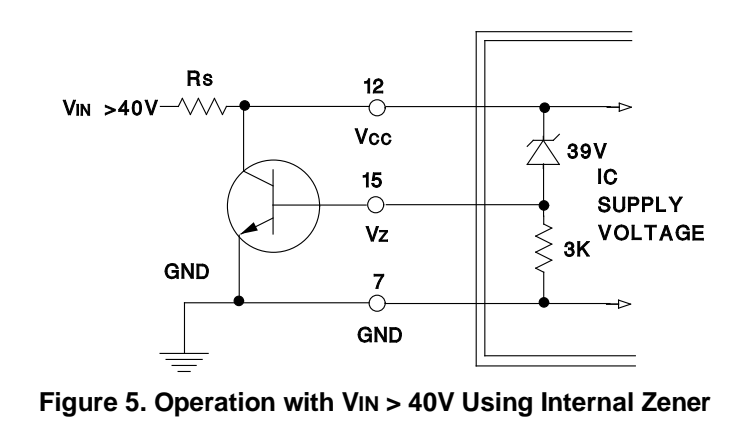 Rs
VIN >40V
12
Vcc
39V
IC
SUPPLY
VOLTAGE
15
Vz
3K
GND
7
GND
Figure 5. Operation with VIN > 40V Using Internal Zener